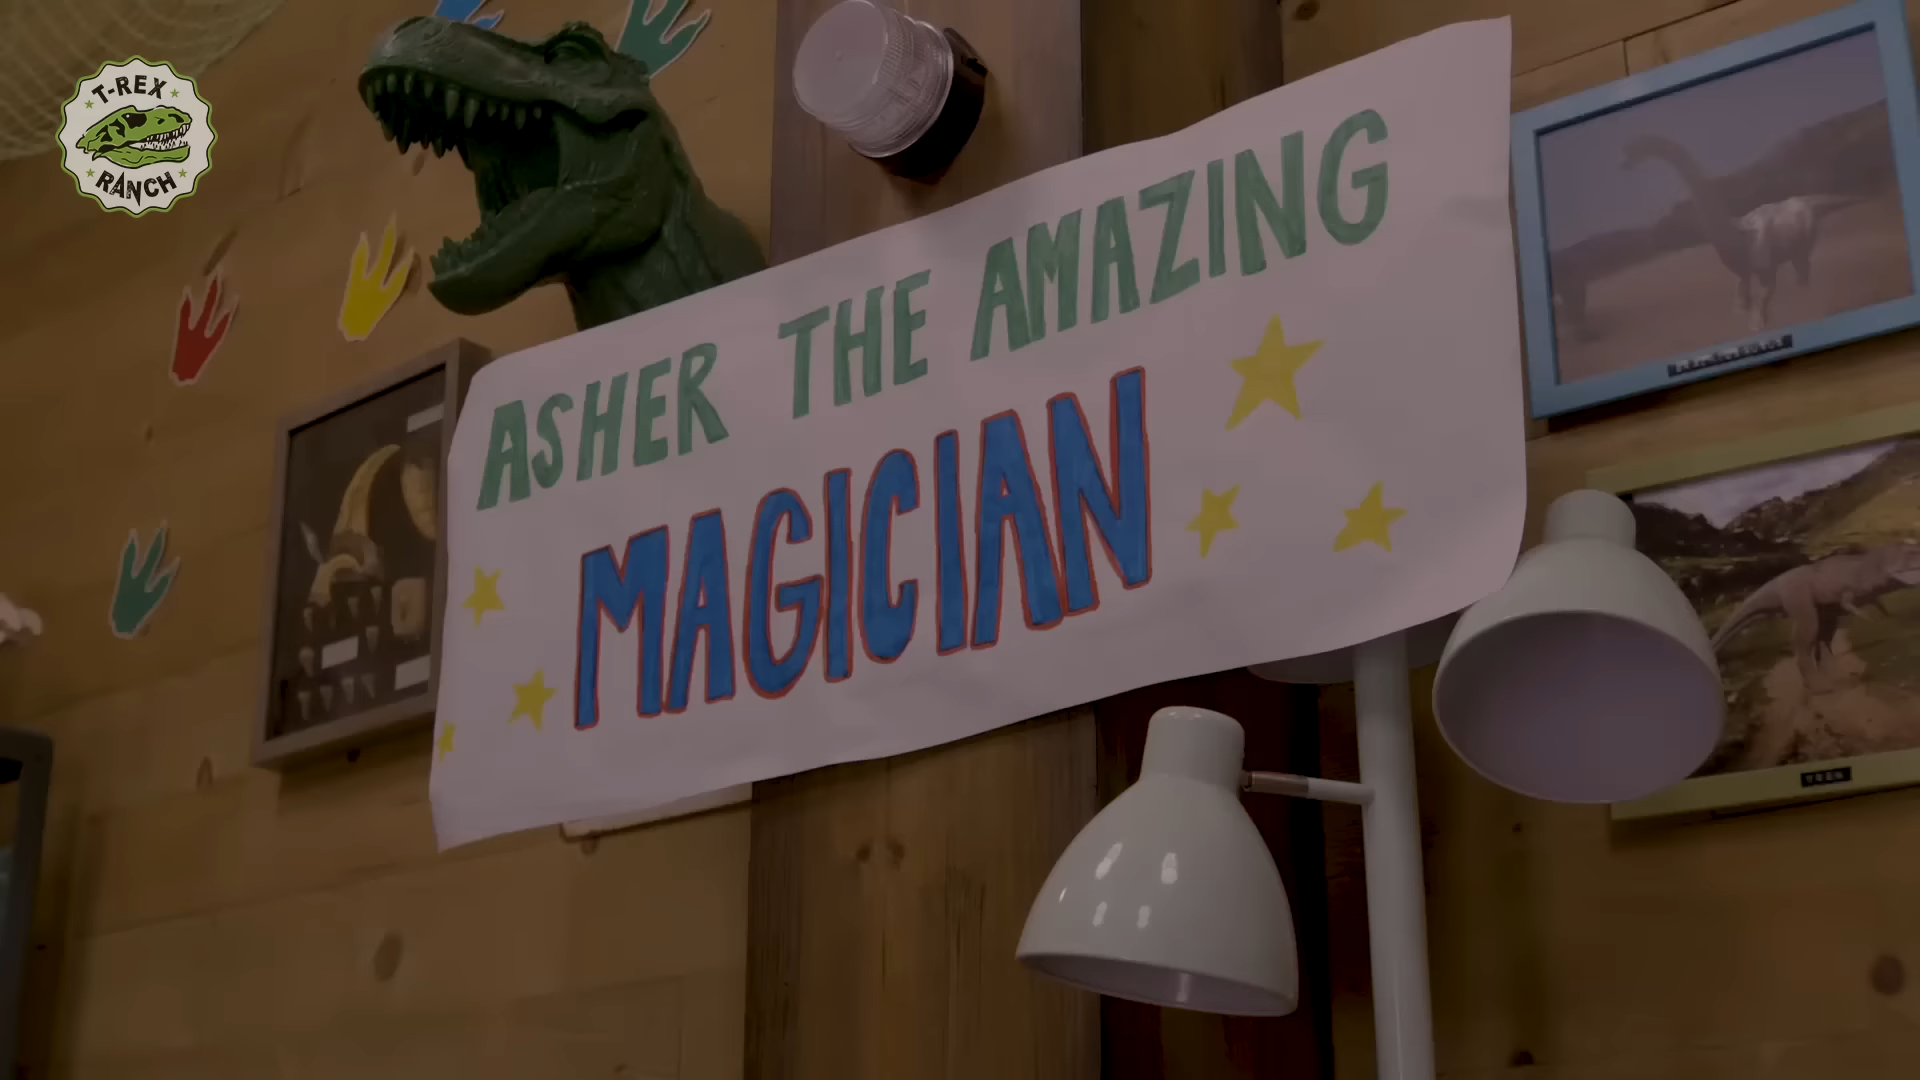 T-REX
RANCH
ASHER THE AMAZING
MAGICIAN